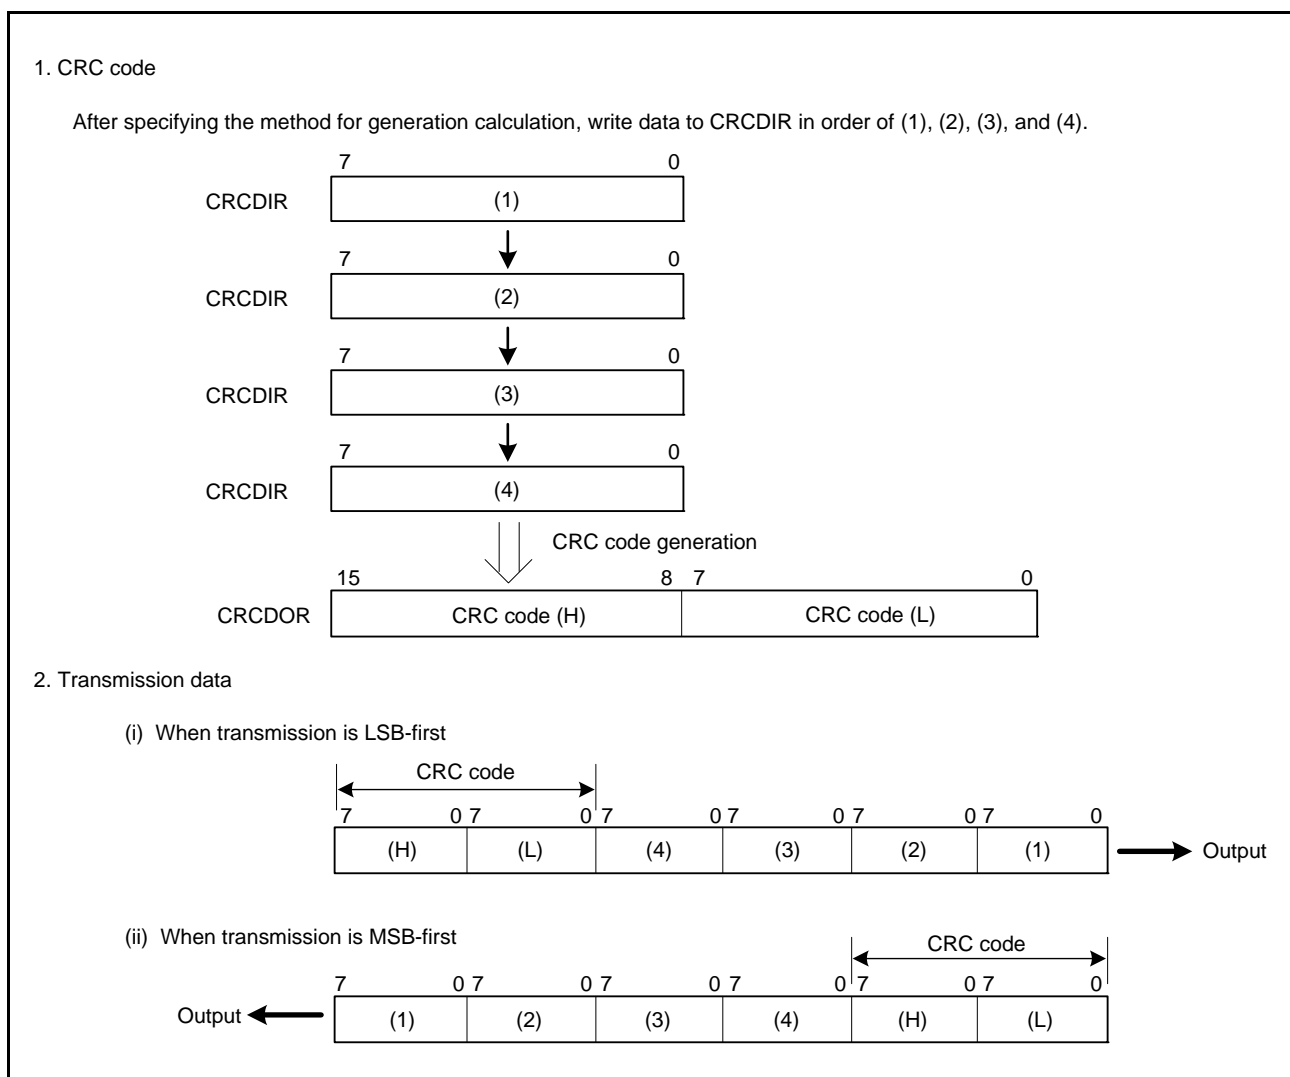 1. CRC code
After specifying the method for generation calculation, write data to CRCDIR in order of (1), (2), (3), and (4).
7 0
CRCDIR (1)
7 0
CRCDIR (2)
7 0
CRCDIR (3)
7 0
CRCDIR (4)
CRC code generation
15 8 7 0
CRCDOR CRC code (H) CRC code (L)
2. Transmission data
(i) When transmission is LSB-first
CRC code
7 0 7 0 7 0 7 0 7 0 7 0
(H) (L) (4) (3) (2) (1) Output
(ii) When transmission is MSB-first
CRC code
7 0 7 0 7 0 7 0 7 0 7 0
Output (1) (2) (3) (4) (H) (L)